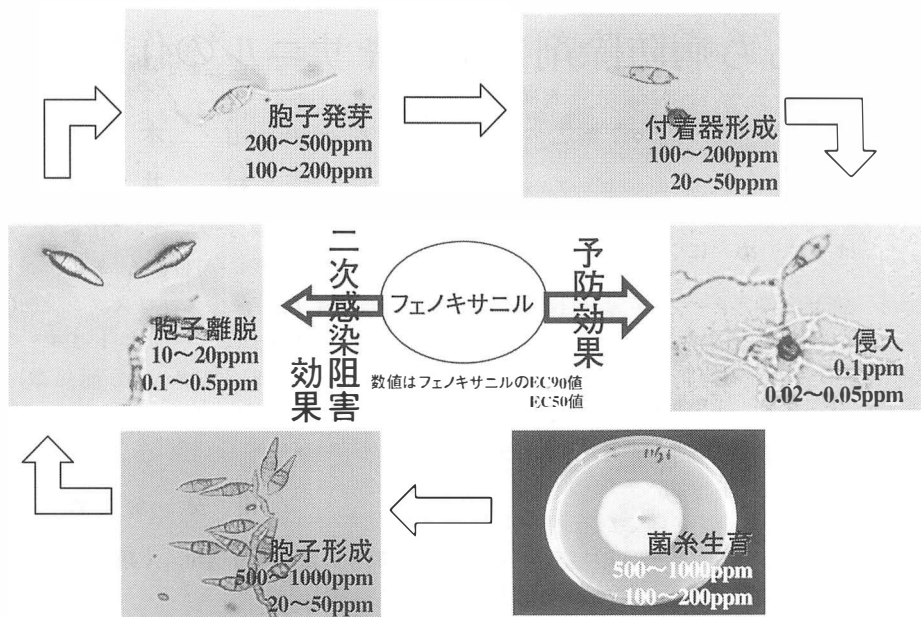 胞子発芽
200～500ppm
100～200ppm
付着器形成
100～200ppm
20～50ppm
胞子離脱
10～20ppm
0.1～0.5ppm
二次感染阻害
効果
フェノキサニル
予防効果
侵入
0.1ppm
0.02～0.05ppm
数値はフェノキサニルのEC90値
EC50値
胞子形成
500～1000ppm
20～50ppm
11/26
菌糸生育
500～1000ppm
100～200ppm